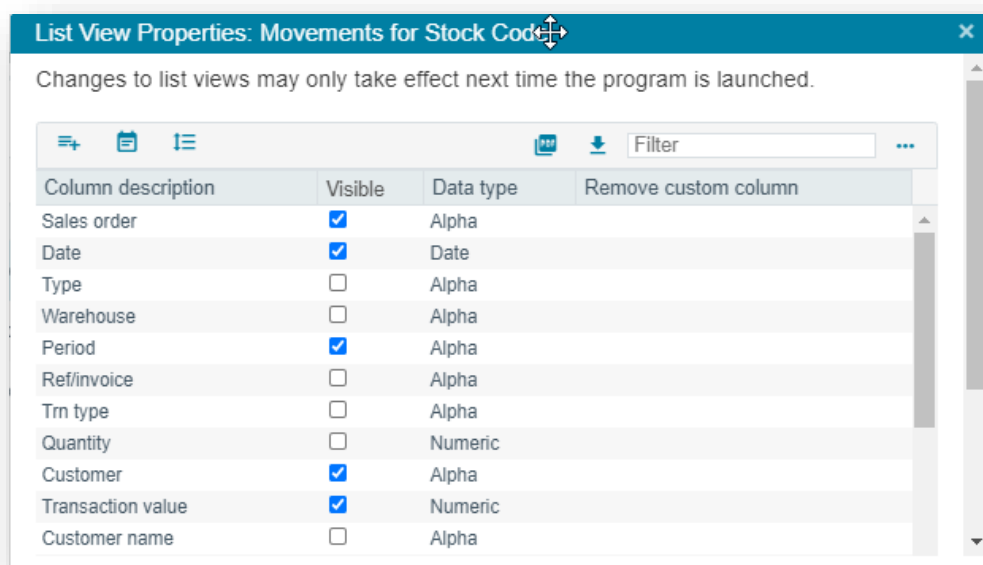 List View Properties: Movements for Stock Code
Changes to list views may only take effect next time the program is launched.
PDF
Filter
Column description Visible Data type Remove custom column
Sales order Alpha
Date Date
Type Alpha
Warehouse Alpha
Period Alpha
Ref/invoice Alpha
Trn type Alpha
Quantity Numeric
Customer Alpha
Transaction value Numeric
Customer name Alpha